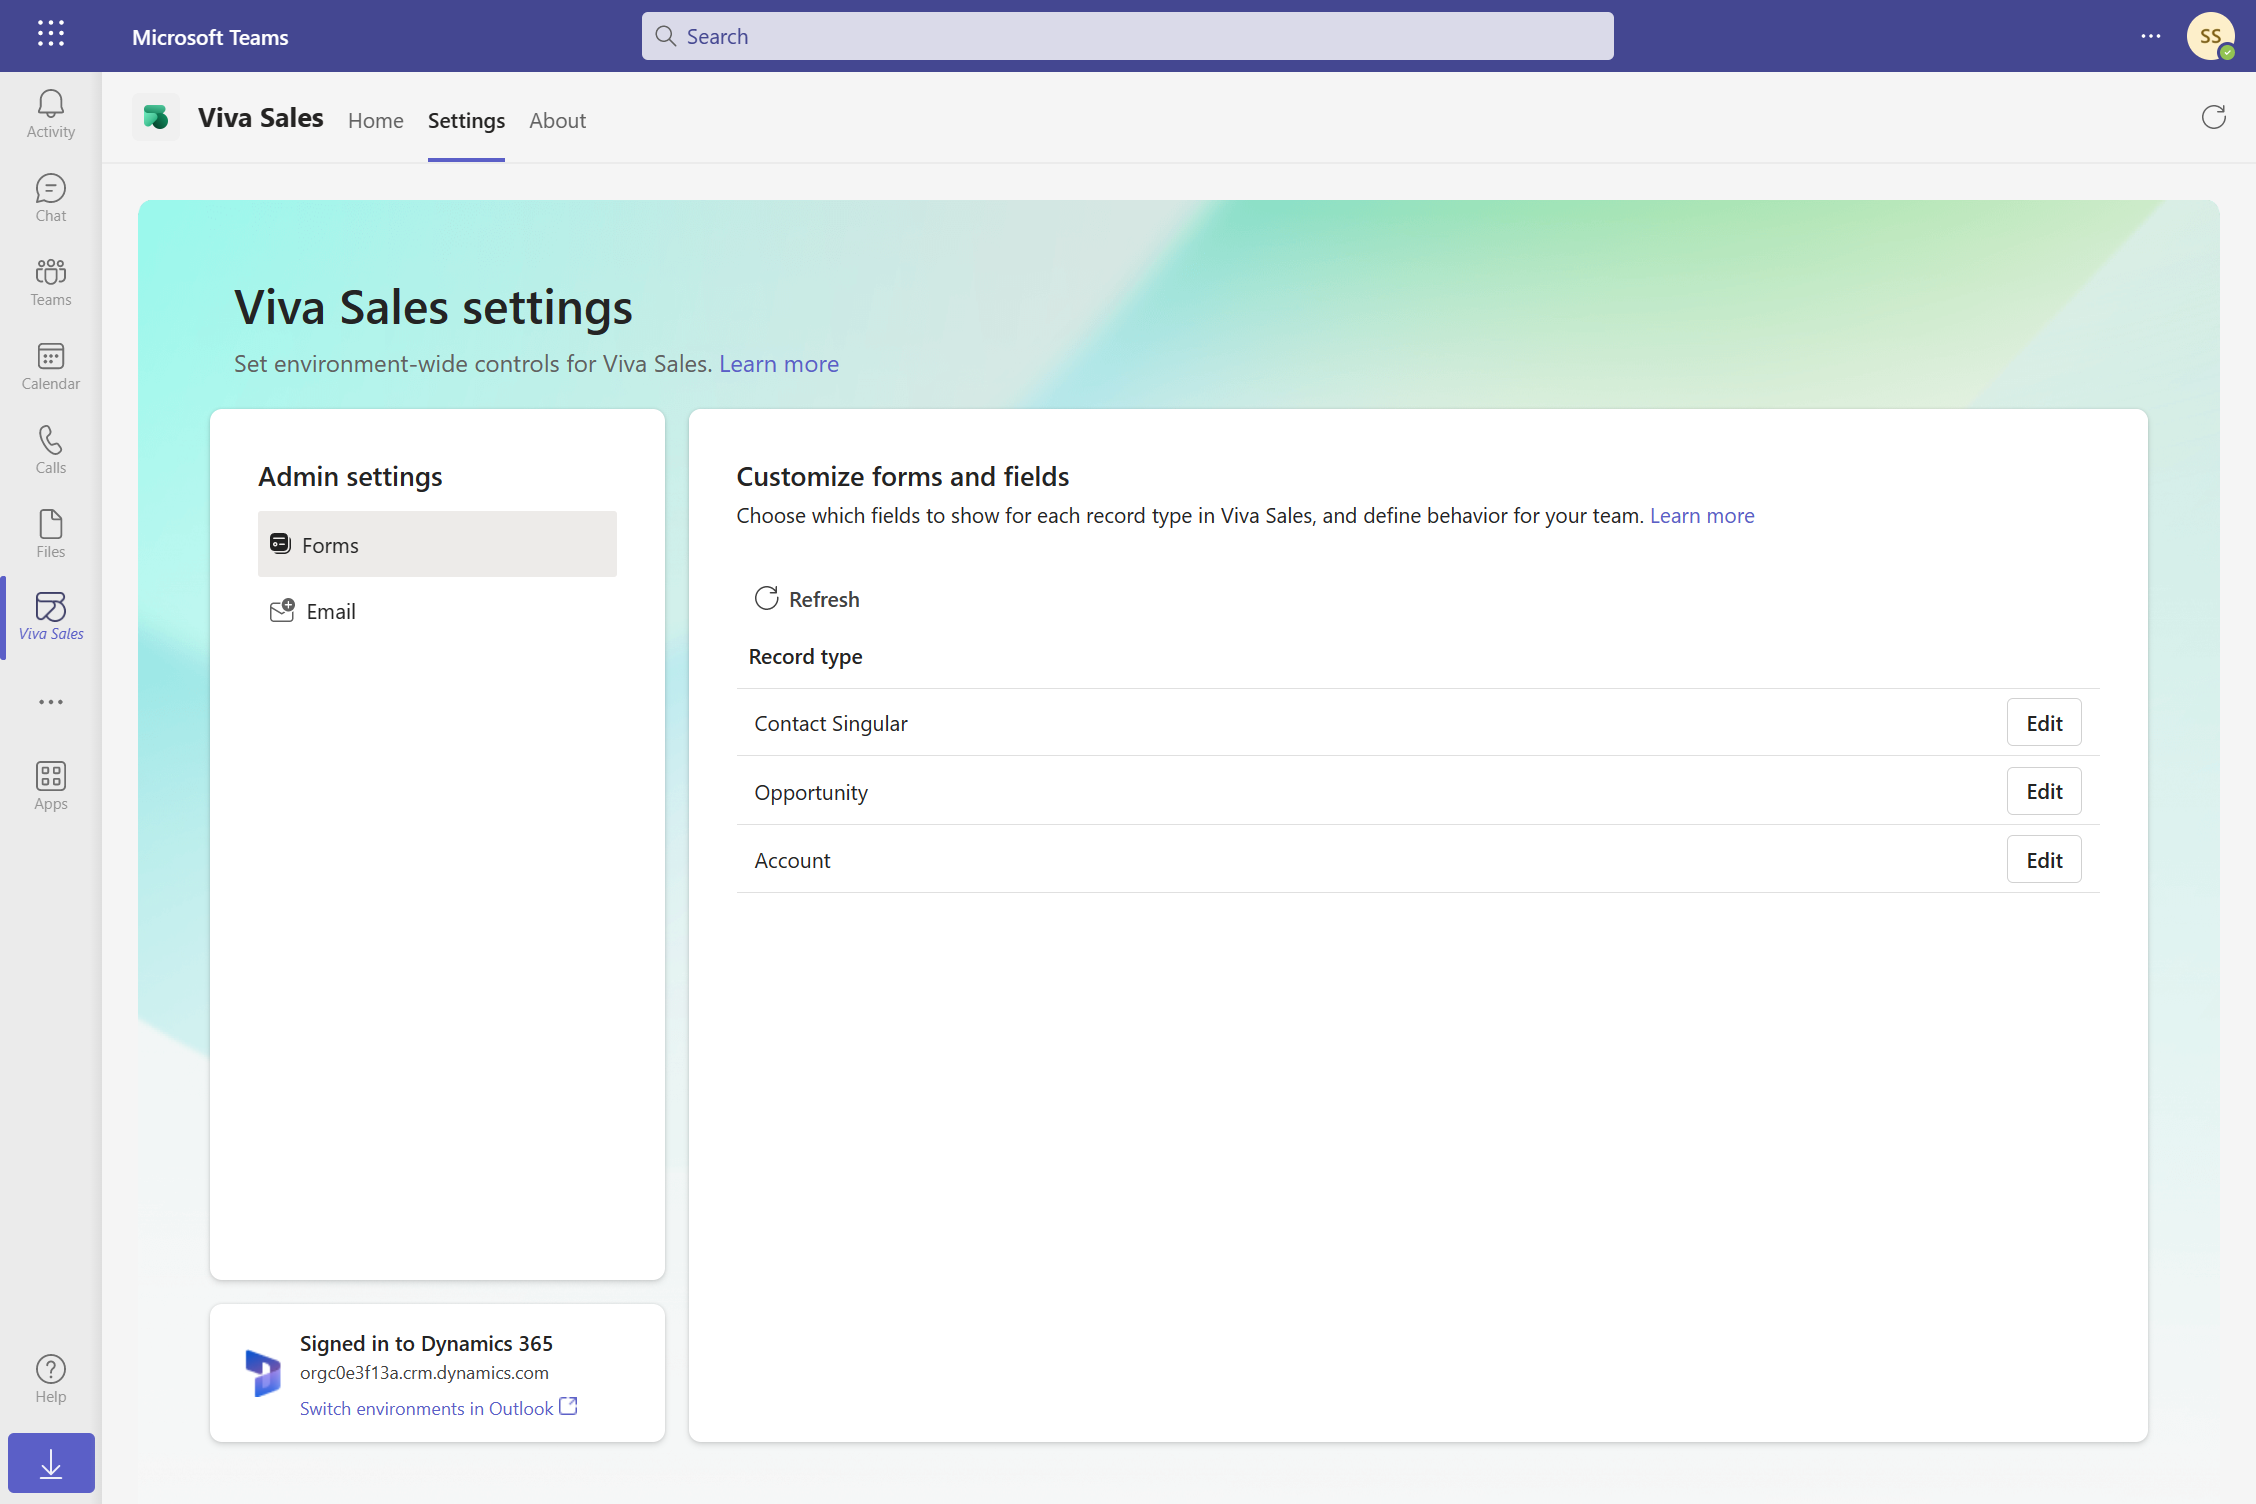 Microsoft Teams
Search
SS
Activity
Chat
Teams
Calendar
Calls
Files
Viva Sales
Apps
Help
Viva Sales
Home
Settings
About
Viva Sales settings
Set environment-wide controls for Viva Sales. Learn more
Admin settings
Forms
Email
Signed in to Dynamics 365
orgc0e3f13a.crm.dynamics.com
Switch environments in Outlook
Customize forms and fields
Choose which fields to show for each record type in Viva Sales, and define behavior for your team. Learn more
Refresh
Record type
Contact Singular Edit
Opportunity Edit
Account Edit